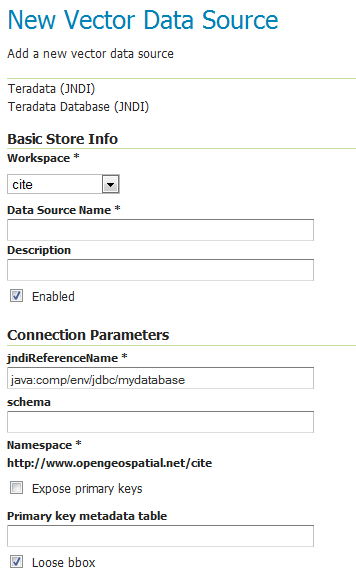 New Vector Data Source
Add a new vector data source
Teradata (JNDI)
Teradata Database (JNDI)
Basic Store Info
Workspace *
cite
Data Source Name *
Description
Enabled
Connection Parameters
jndiReferenceName *
java:comp/env/jdbc/mydatabase
schema
Namespace *
http://www.opengeospatial.net/cite
Expose primary keys
Primary key metadata table
Loose bbox